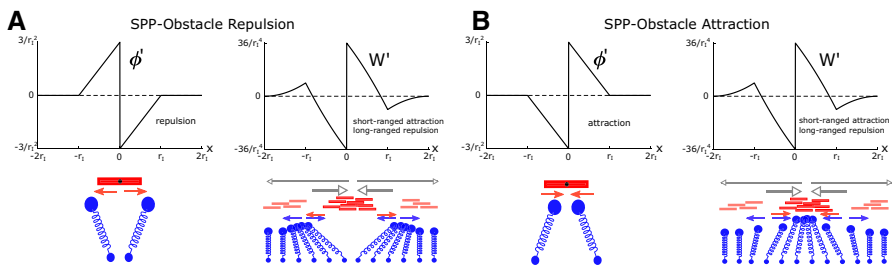 A SPP-Obstacle Repulsion
3/r₁²
ϕ'
0
-3/r₁²
repulsion
-2r₁ -r₁ 0 r₁ 2r₁
x
36/r₁⁴
W'
0
-36/r₁⁴
short-ranged attraction
long-ranged repulsion
-2r₁ -r₁ 0 r₁ 2r₁
x
B SPP-Obstacle Attraction
3/r₁²
ϕ'
0
-3/r₁²
attraction
-2r₁ -r₁ 0 r₁ 2r₁
x
36/r₁⁴
W'
0
-36/r₁⁴
short-ranged attraction
long-ranged repulsion
-2r₁ -r₁ 0 r₁ 2r₁
x